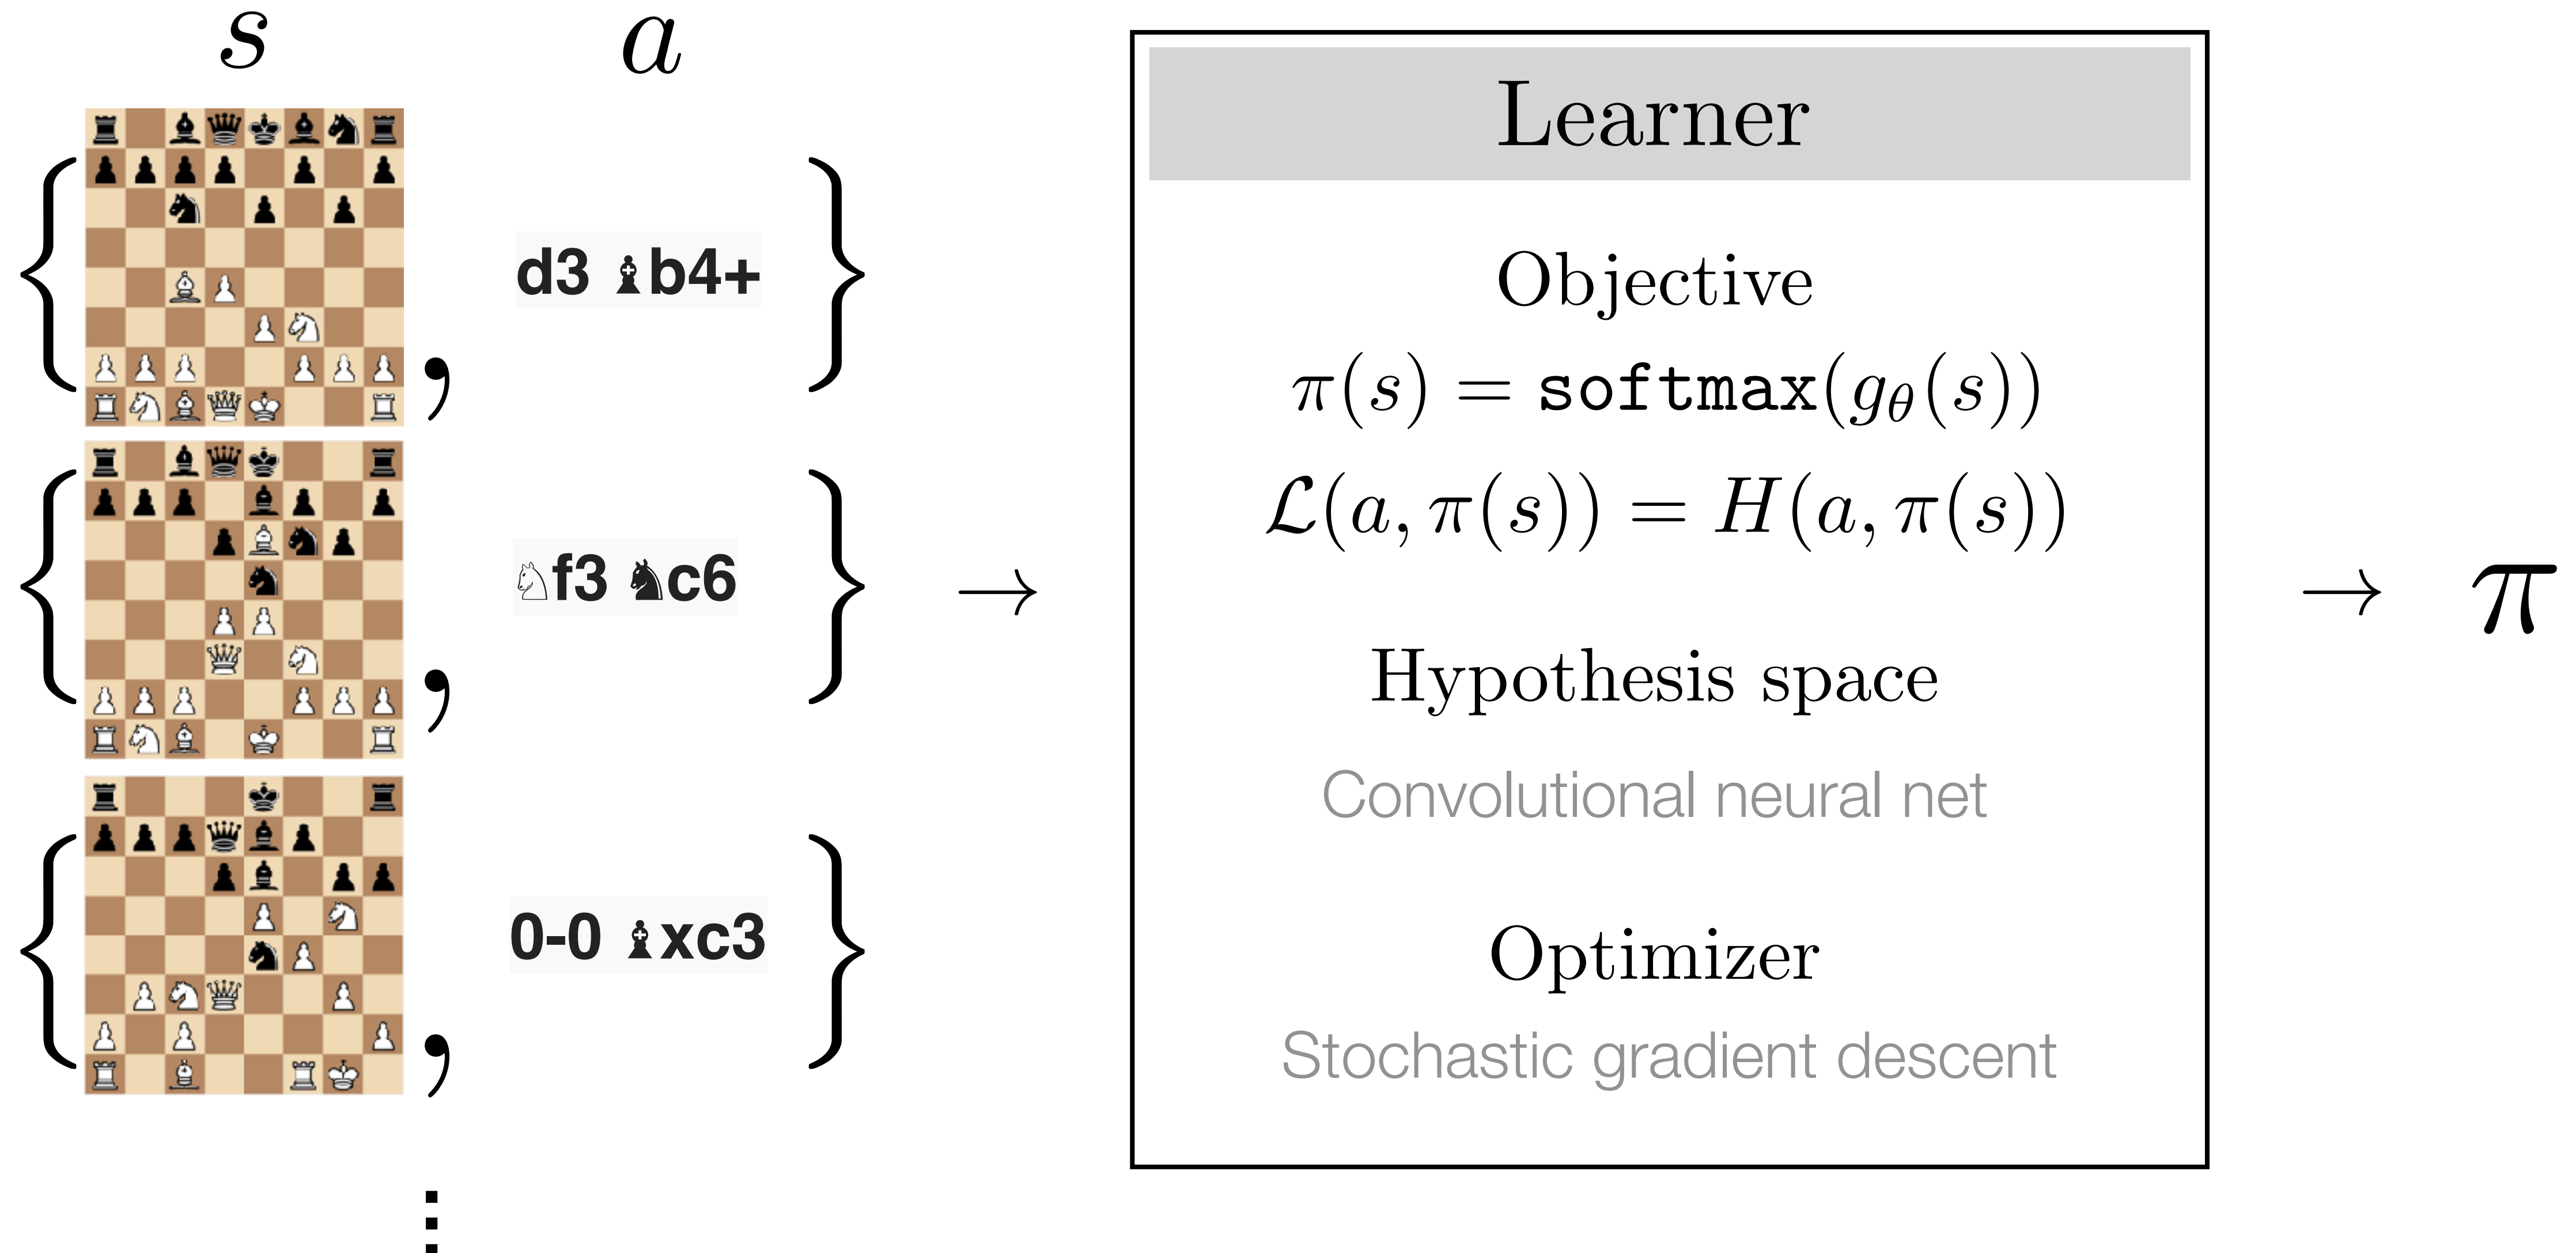 s a
{ , d3 ♝b4+ }
{ , ♘f3 ♞c6 }
{ , 0-0 ♝xc3 }
⋮
→
Learner
Objective
π(s) = softmax(g_θ(s))
ℒ(a, π(s)) = H(a, π(s))
Hypothesis space
Convolutional neural net
Optimizer
Stochastic gradient descent
→ π